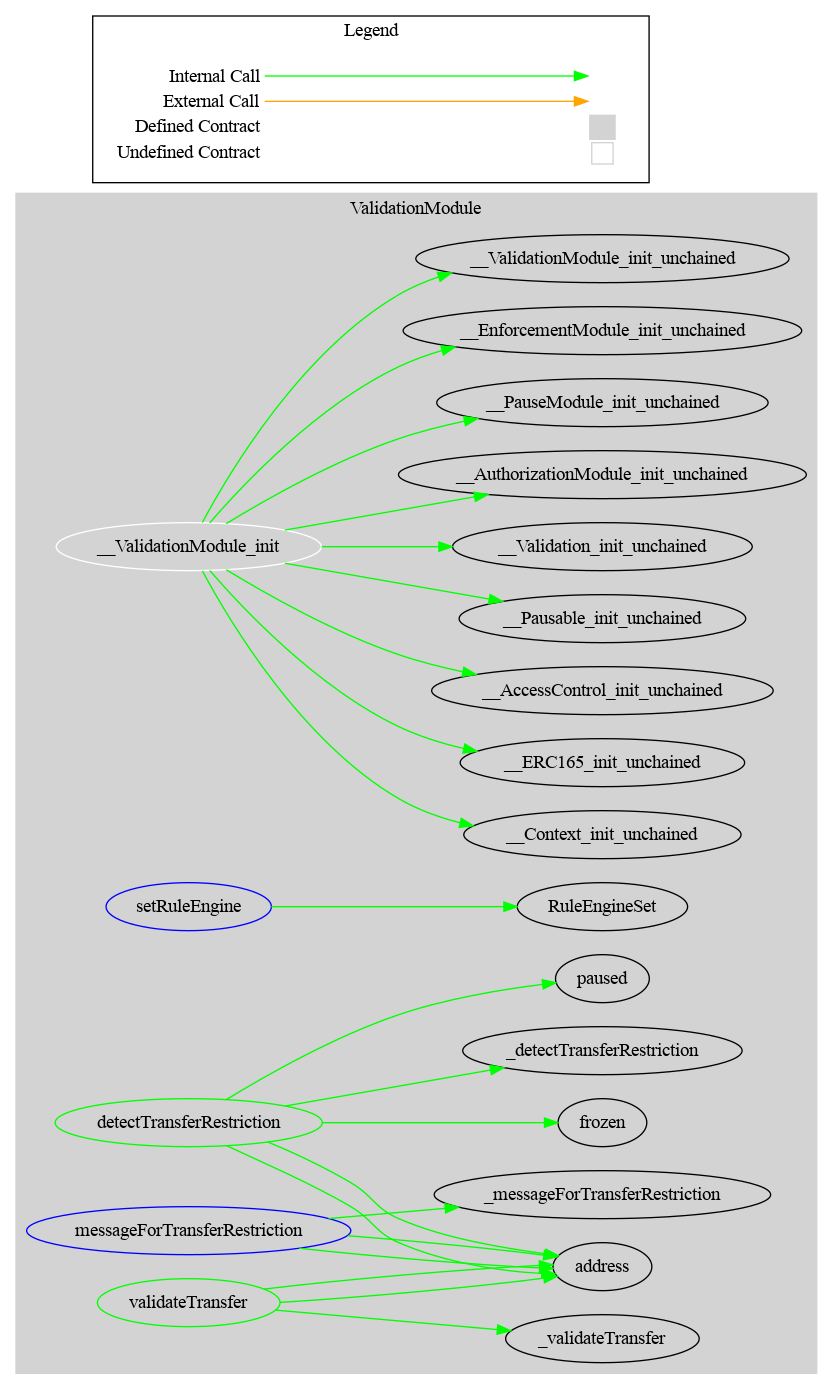 Legend
Internal Call
External Call
Defined Contract
Undefined Contract
ValidationModule
__ValidationModule_init_unchained
__EnforcementModule_init_unchained
__PauseModule_init_unchained
__AuthorizationModule_init_unchained
__ValidationModule_init
__Validation_init_unchained
__Pausable_init_unchained
__AccessControl_init_unchained
__ERC165_init_unchained
__Context_init_unchained
setRuleEngine
RuleEngineSet
paused
_detectTransferRestriction
detectTransferRestriction
frozen
_messageForTransferRestriction
messageForTransferRestriction
address
validateTransfer
_validateTransfer